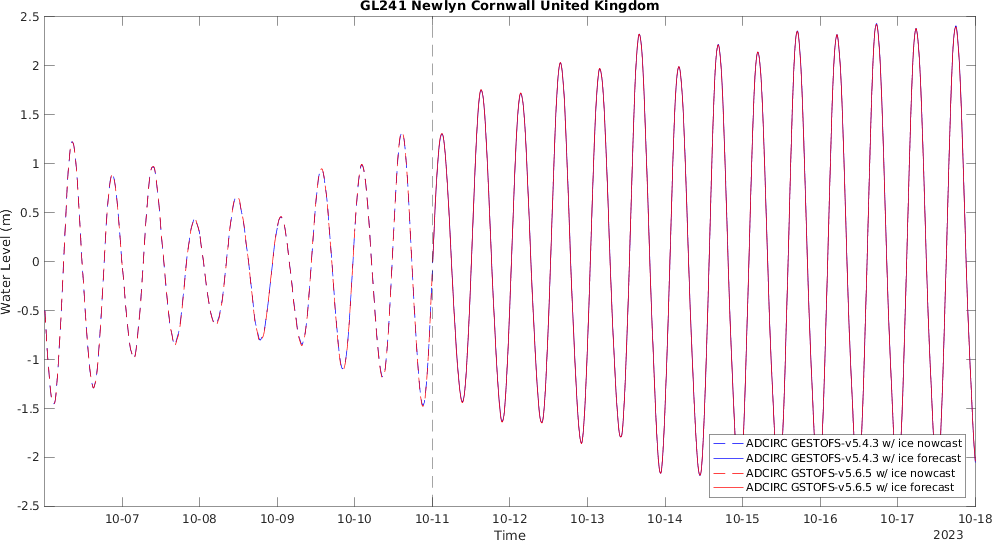 GL241 Newlyn Cornwall United Kingdom
2.5
2
1.5
1
0.5
0
-0.5
-1
-1.5
-2
-2.5
Water Level (m)
ADCIRC GESTOFS-v5.4.3 w/ ice nowcast
ADCIRC GESTOFS-v5.4.3 w/ ice forecast
ADCIRC GSTOFS-v5.6.5 w/ ice nowcast
ADCIRC GSTOFS-v5.6.5 w/ ice forecast
10-07 10-08 10-09 10-10 10-11 10-12 10-13 10-14 10-15 10-16 10-17 10-18
Time
2023